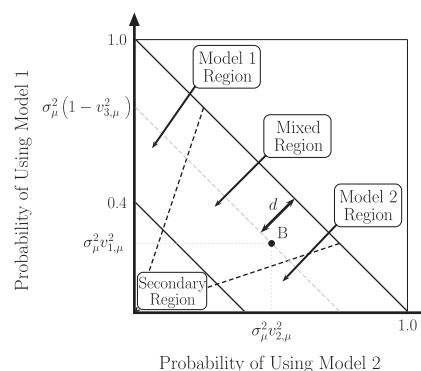 1.0
Model 1
Region
σ²_μ (1 − v²_{3,μ})
Mixed
Region
Probability of Using Model 1
Model 2
Region
0.4
d
B
σ²_μ v²_{1,μ}
Secondary
Region
σ²_μ v²_{2,μ}
1.0
Probability of Using Model 2